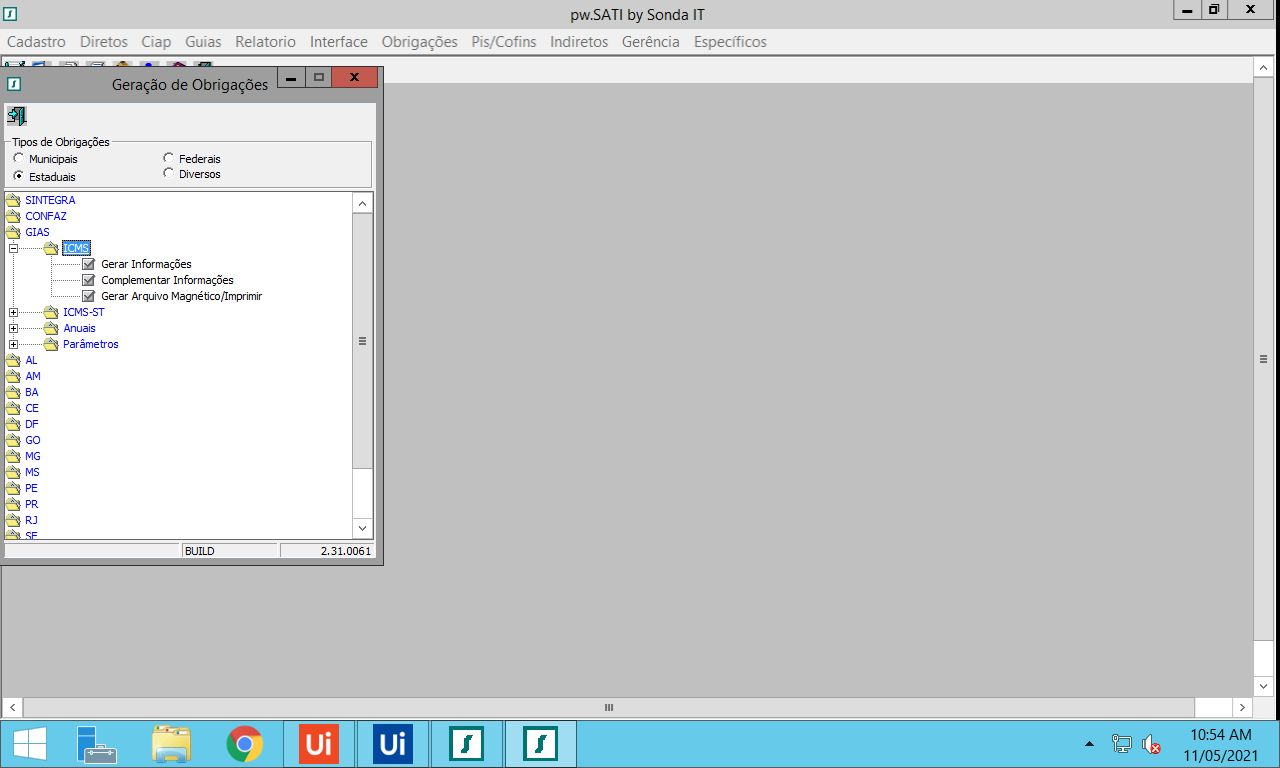 pw.SATI by Sonda IT
Cadastro Diretos Ciap Guias Relatorio Interface Obrigações Pis/Cofins Indiretos Gerência Específicos
Geração de Obrigações
Tipos de Obrigações
Municipais Federais
Estaduais Diversos
SINTEGRA
CONFAZ
GIAS
ICMS
Gerar Informações
Complementar Informações
Gerar Arquivo Magnético/Imprimir
ICMS-ST
Anuais
Parâmetros
AL
AM
BA
CE
DF
GO
MG
MS
PE
PR
RJ
BUILD 2.31.0061
Ui Ui
10:54 AM
11/05/2021